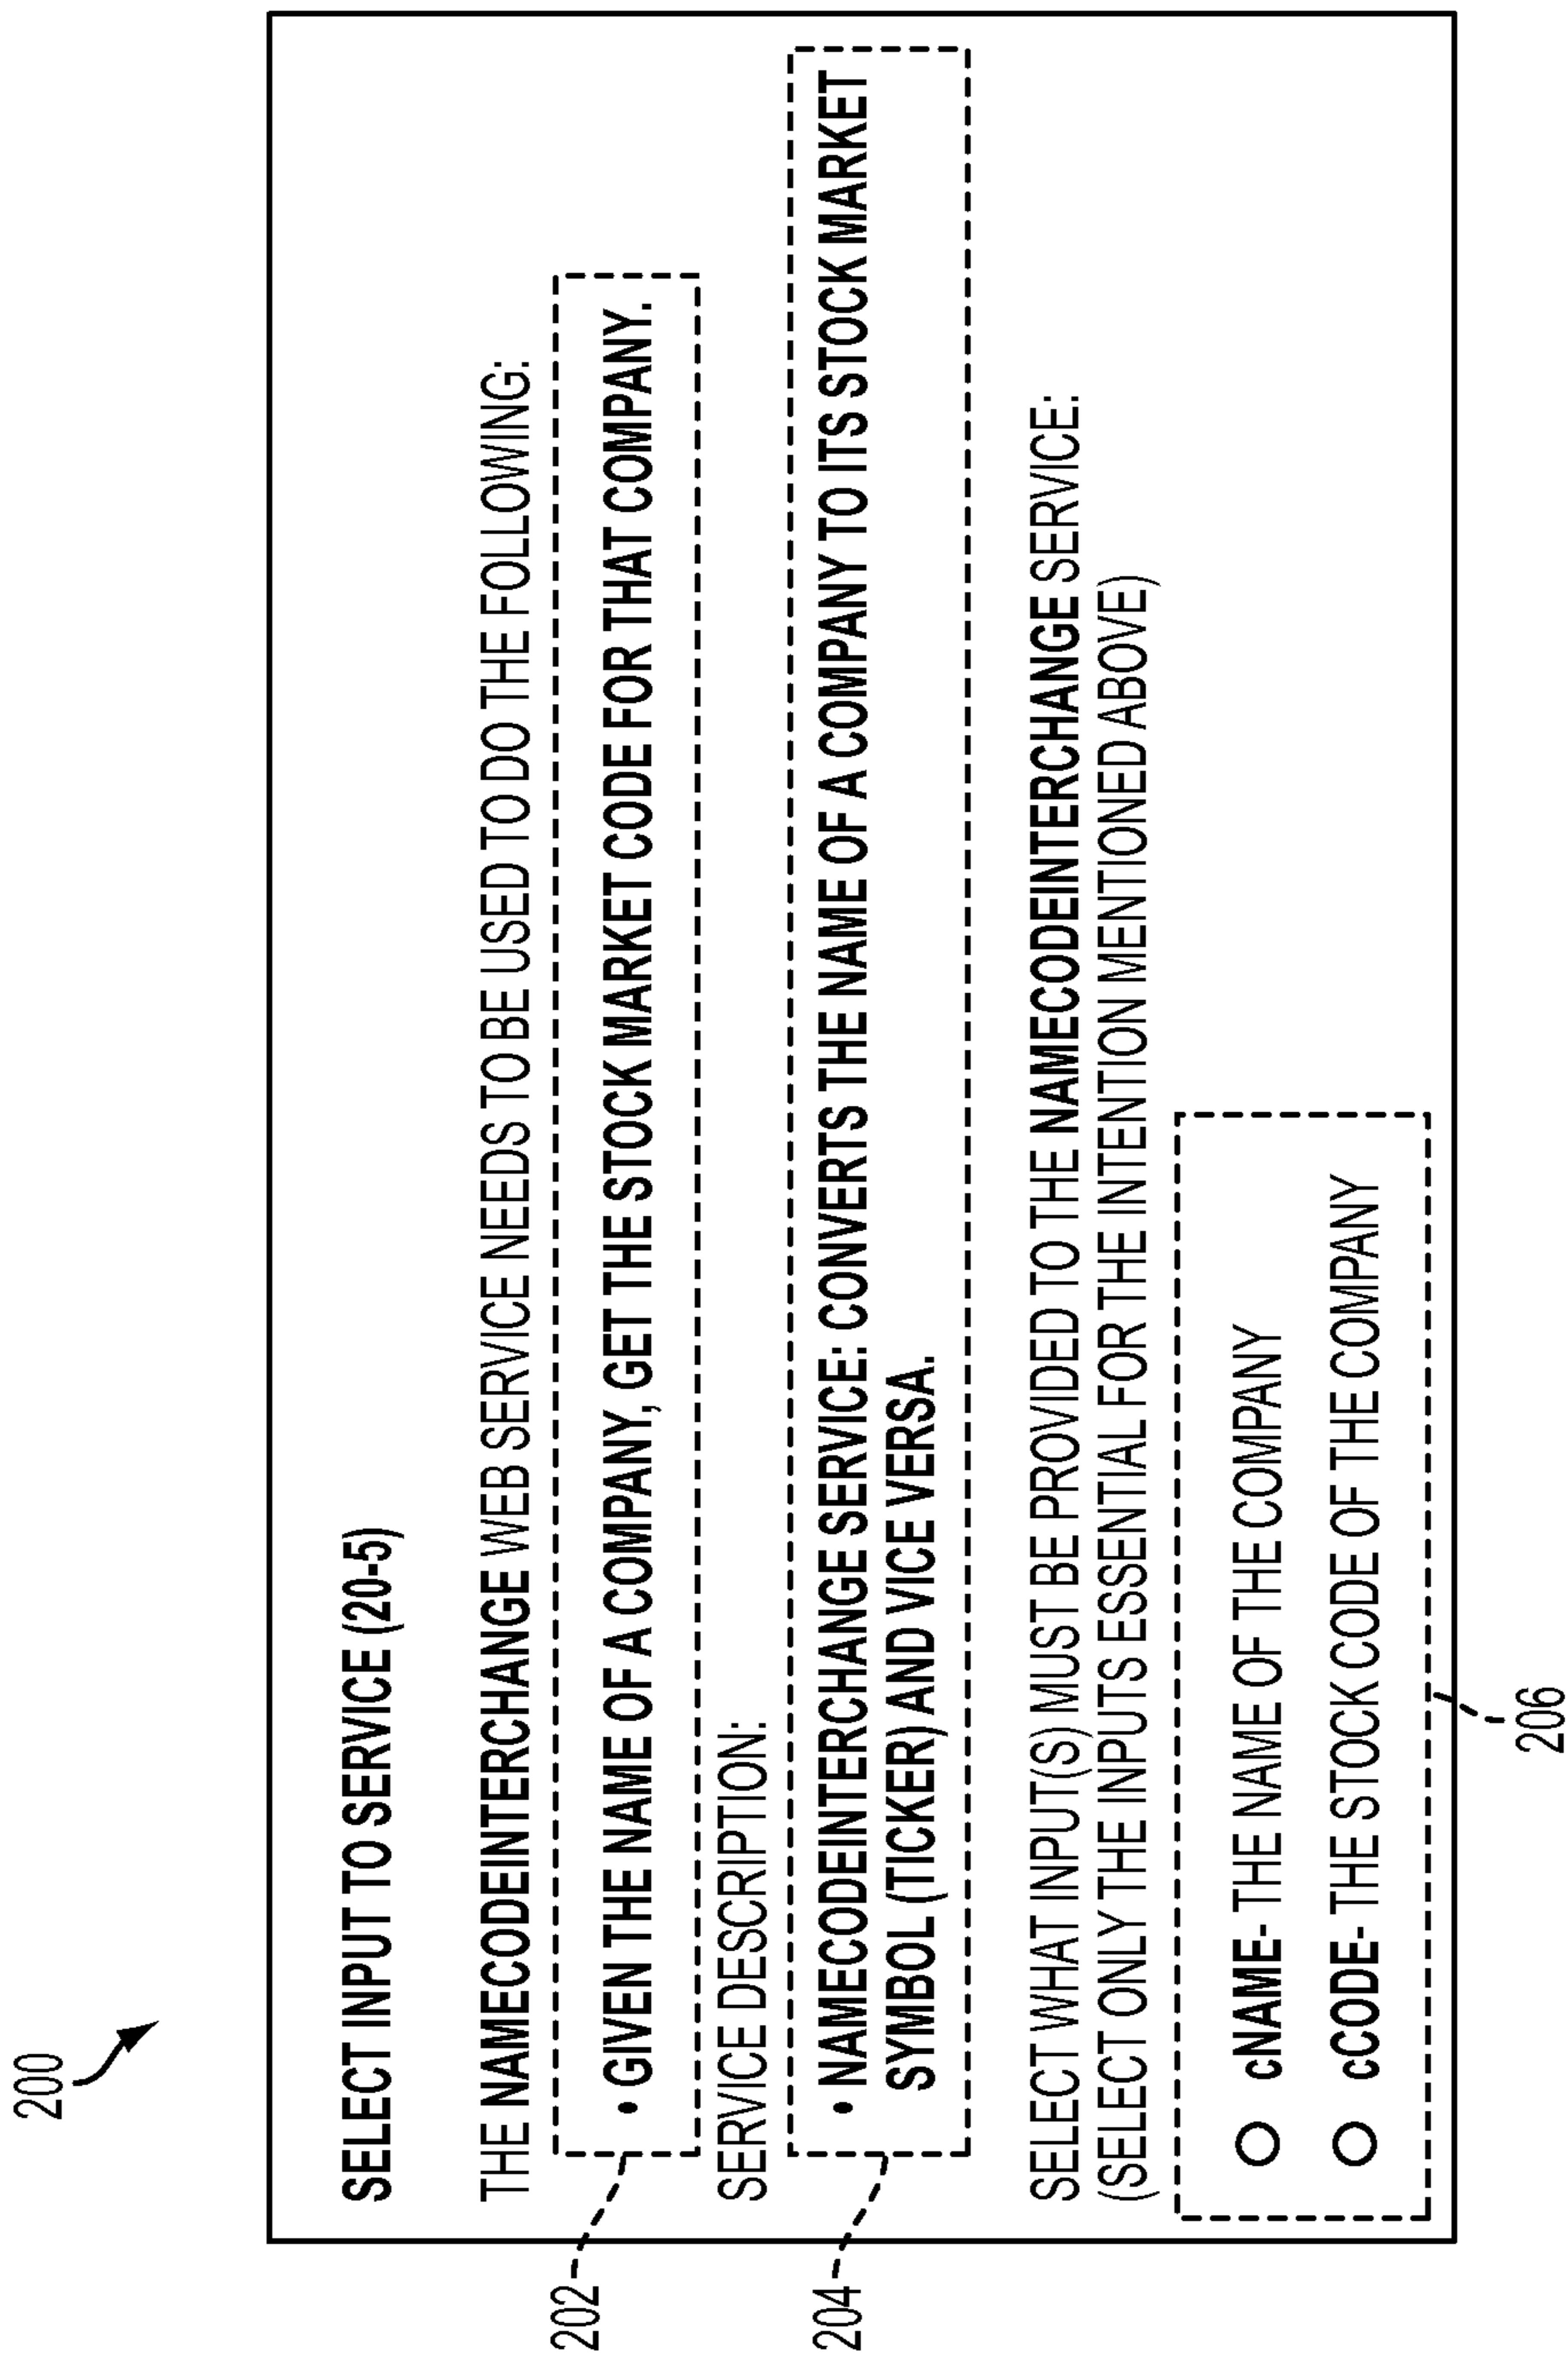 200
SELECT INPUT TO SERVICE (20-5)
THE NAMECODEINTERCHANGE WEB SERVICE NEEDS TO BE USED TO DO THE FOLLOWING:
202
• GIVEN THE NAME OF A COMPANY, GET THE STOCK MARKET CODE FOR THAT COMPANY.
SERVICE DESCRIPTION:
204
• NAMECODEINTERCHANGE SERVICE: CONVERTS THE NAME OF A COMPANY TO ITS STOCK MARKET
SYMBOL (TICKER) AND VICE VERSA.
SELECT WHAT INPUT(S) MUST BE PROVIDED TO THE NAMECODEINTERCHANGE SERVICE:
(SELECT ONLY THE INPUTS ESSENTIAL FOR THE INTENTION MENTIONED ABOVE)
cNAME- THE NAME OF THE COMPANY
cCODE- THE STOCK CODE OF THE COMPANY
206